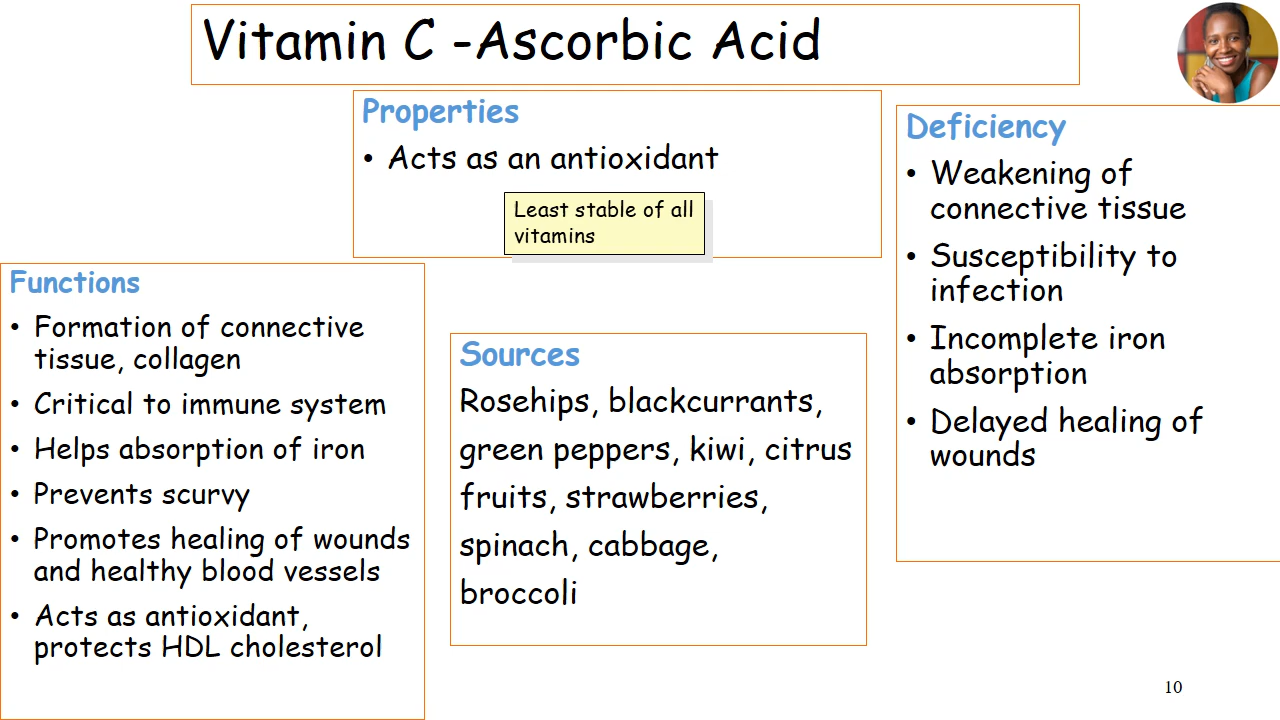 Vitamin C -Ascorbic Acid
Properties
• Acts as an antioxidant
Least stable of all
vitamins
Deficiency
• Weakening of
connective tissue
• Susceptibility to
infection
• Incomplete iron
absorption
• Delayed healing of
wounds
Functions
• Formation of connective
tissue, collagen
• Critical to immune system
• Helps absorption of iron
• Prevents scurvy
• Promotes healing of wounds
and healthy blood vessels
• Acts as antioxidant,
protects HDL cholesterol
Sources
Rosehips, blackcurrants,
green peppers, kiwi, citrus
fruits, strawberries,
spinach, cabbage,
broccoli
10